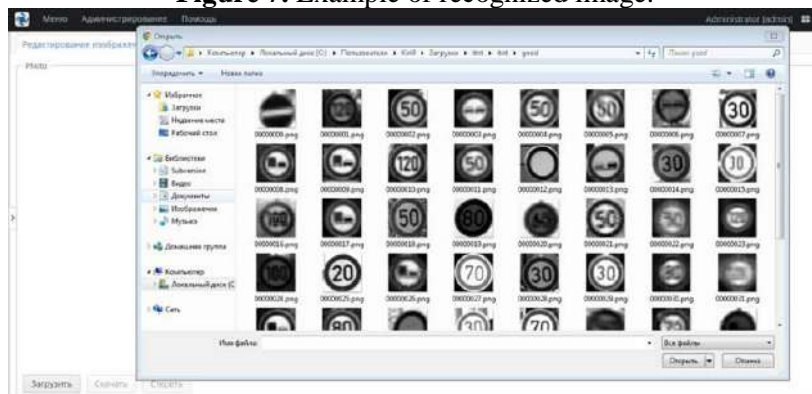 Figure 7. Example of recognized image.
Меню Администрирование Помощь Administrator [admin]
Редактирование изображен
Photo
Открыть
Компьютер Локальный диск (C:) Пользователи Загрузки test test good
Поиск: good
Упорядочить Новая папка
Избранное
Загрузки
Недавние места
Рабочий стол
Библиотеки
Subversion
Видео
Документы
Изображения
Музыка
Домашняя группа
Компьютер
Локальный диск (C
Сеть
50 50 50 30
00000000.png 00000001.png 00000002.png 00000003.png 00000004.png 00000005.png 00000006.png 00000007.png
120 50 30 30
00000008.png 00000009.png 00000010.png 00000011.png 00000012.png 00000013.png 00000014.png 00000015.png
100 50 80 50
00000016.png 00000017.png 00000018.png 00000019.png 00000020.png 00000021.png 00000022.png 00000023.png
20 70 30 30
00000024.png 00000025.png 00000026.png 00000027.png 00000028.png 00000029.png 00000030.png 00000031.png
80 30 70
Имя файла: Все файлы
Открыть Отмена
Загрузить Скачать Стереть